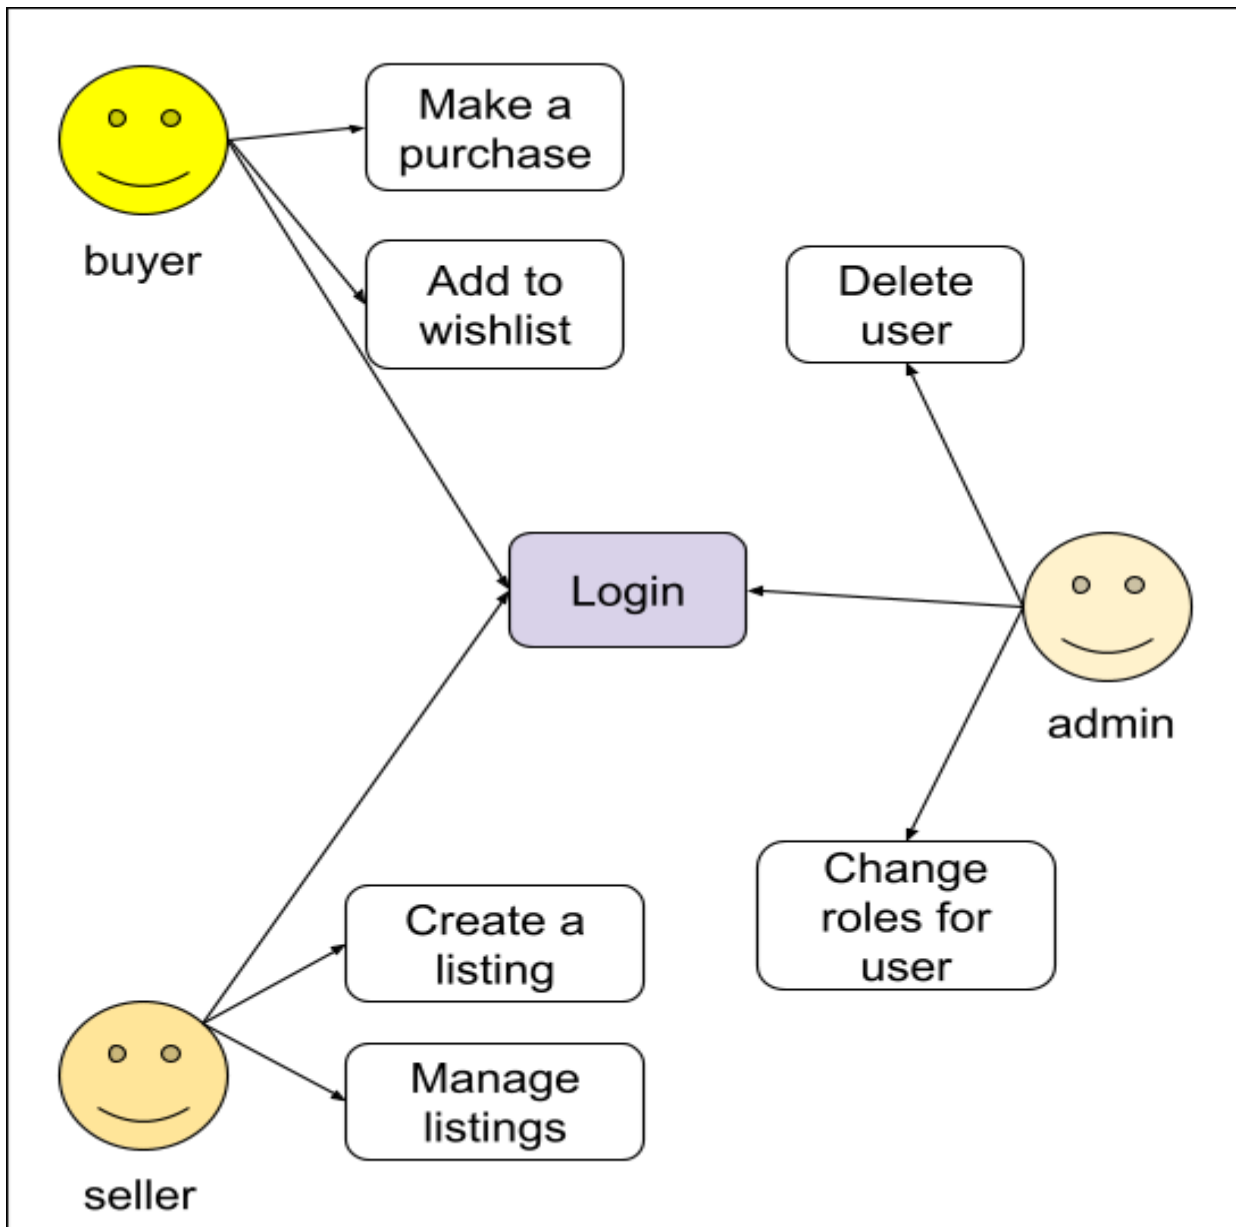 Make a
purchase
buyer
Add to
wishlist
Delete
user
Login
admin
Change
roles for
user
Create a
listing
Manage
listings
seller